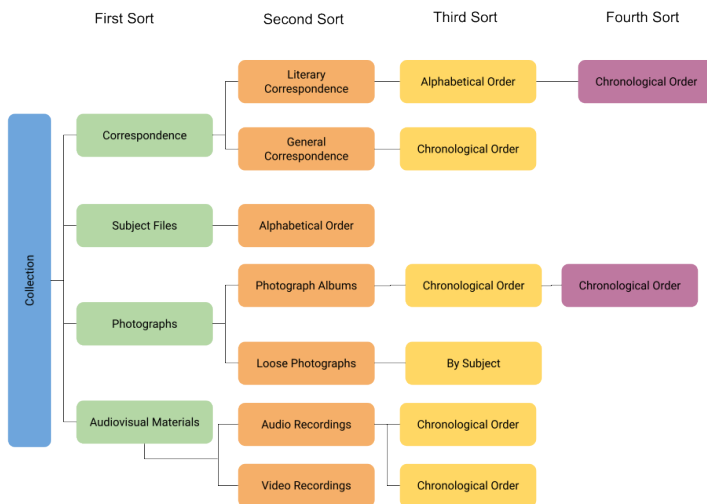 First Sort
Second Sort
Third Sort
Fourth Sort
Literary
Correspondence
Alphabetical Order
Chronological Order
Correspondence
General
Correspondence
Chronological Order
Subject Files
Alphabetical Order
Collection
Photograph Albums
Chronological Order
Chronological Order
Photographs
Loose Photographs
By Subject
Audiovisual Materials
Audio Recordings
Chronological Order
Video Recordings
Chronological Order